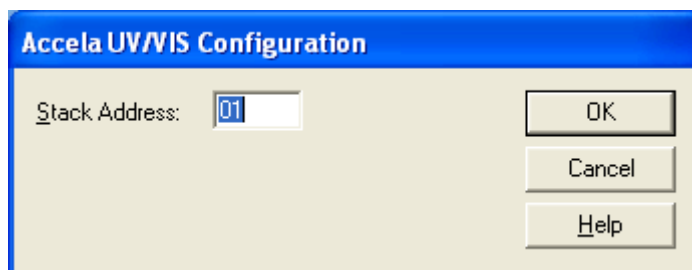 Accela UV/VIS Configuration
Stack Address: 01
OK
Cancel
Help